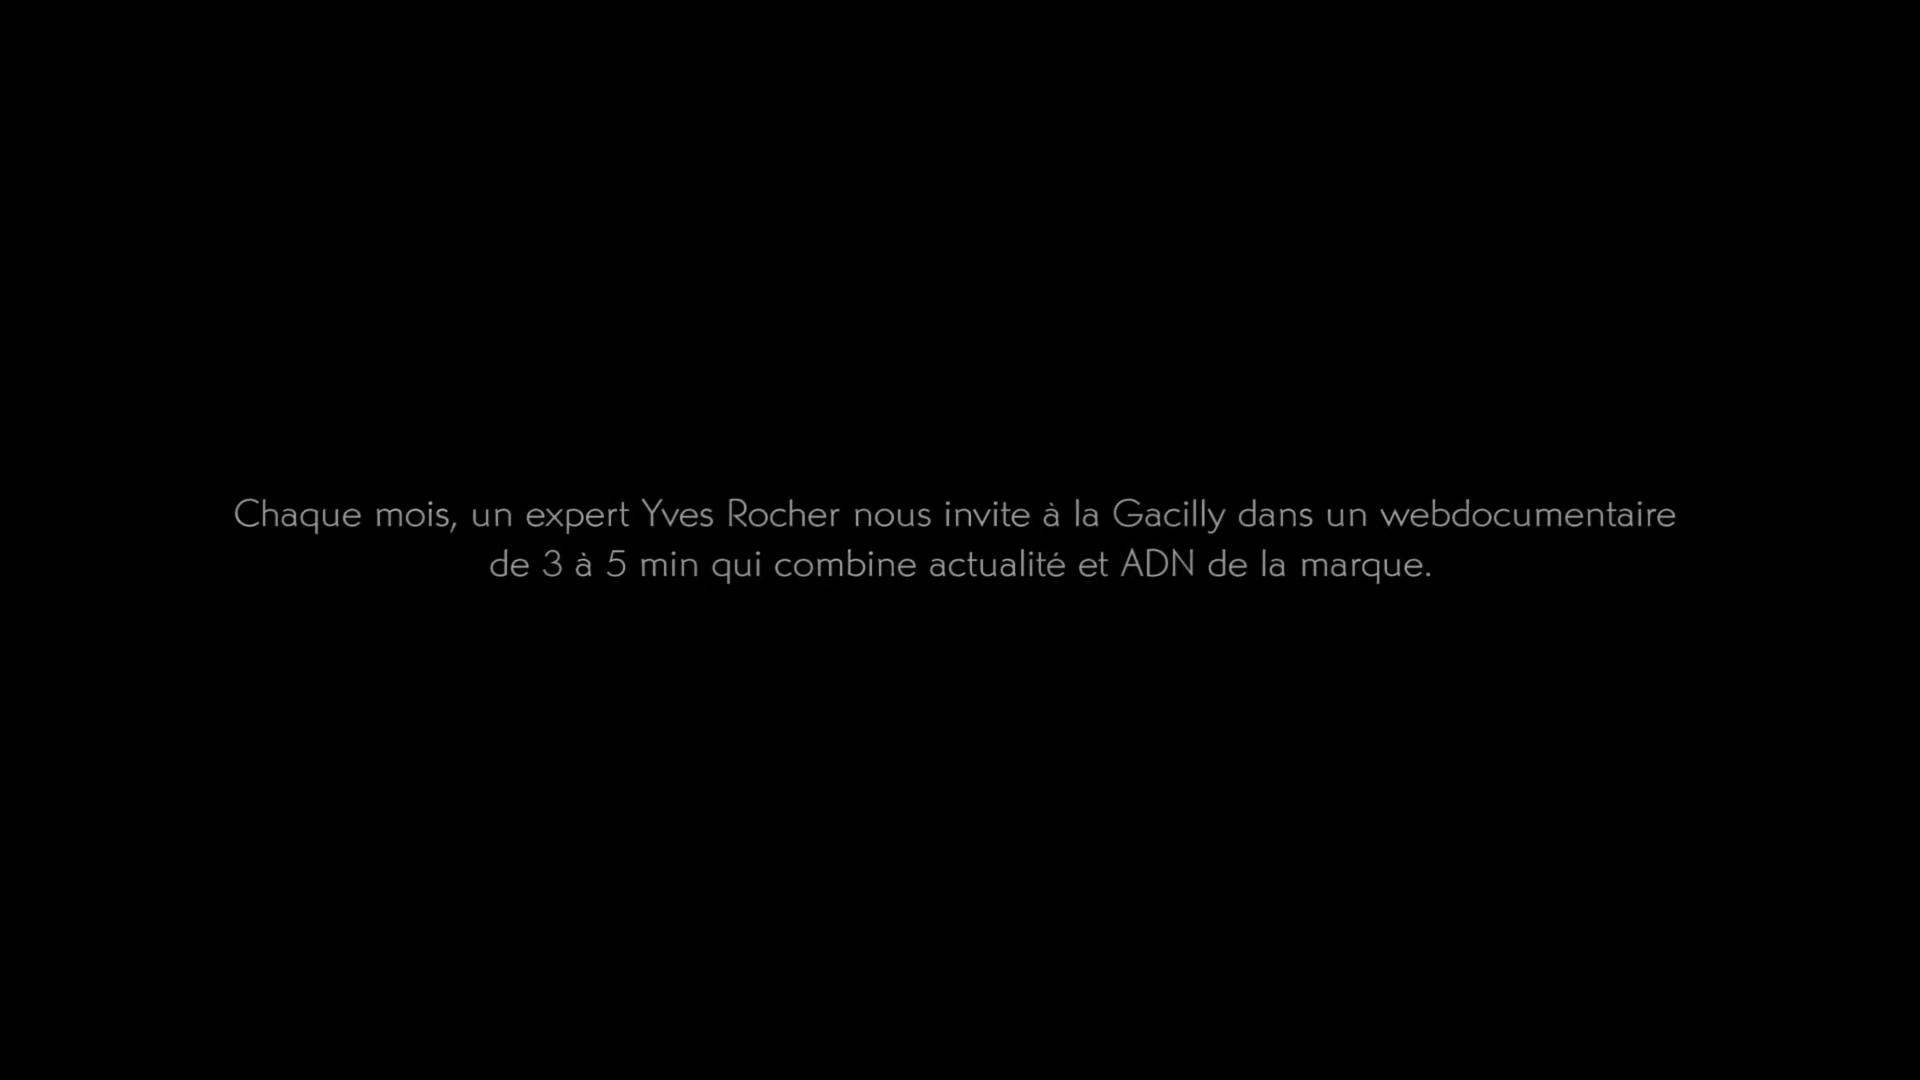 Chaque mois, un expert Yves Rocher nous invite à la Gacilly dans un webdocumentaire
de 3 à 5 min qui combine actualité et ADN de la marque.